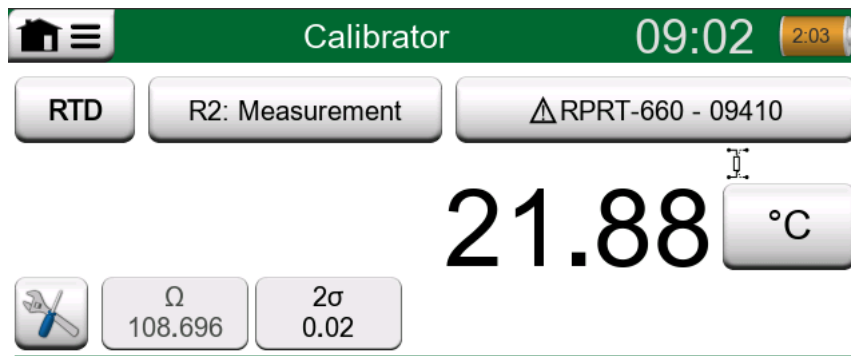 Calibrator 09:02 2:03
RTD R2: Measurement ⚠RPRT-660 - 09410
21.88 °C
Ω 2σ
108.696 0.02